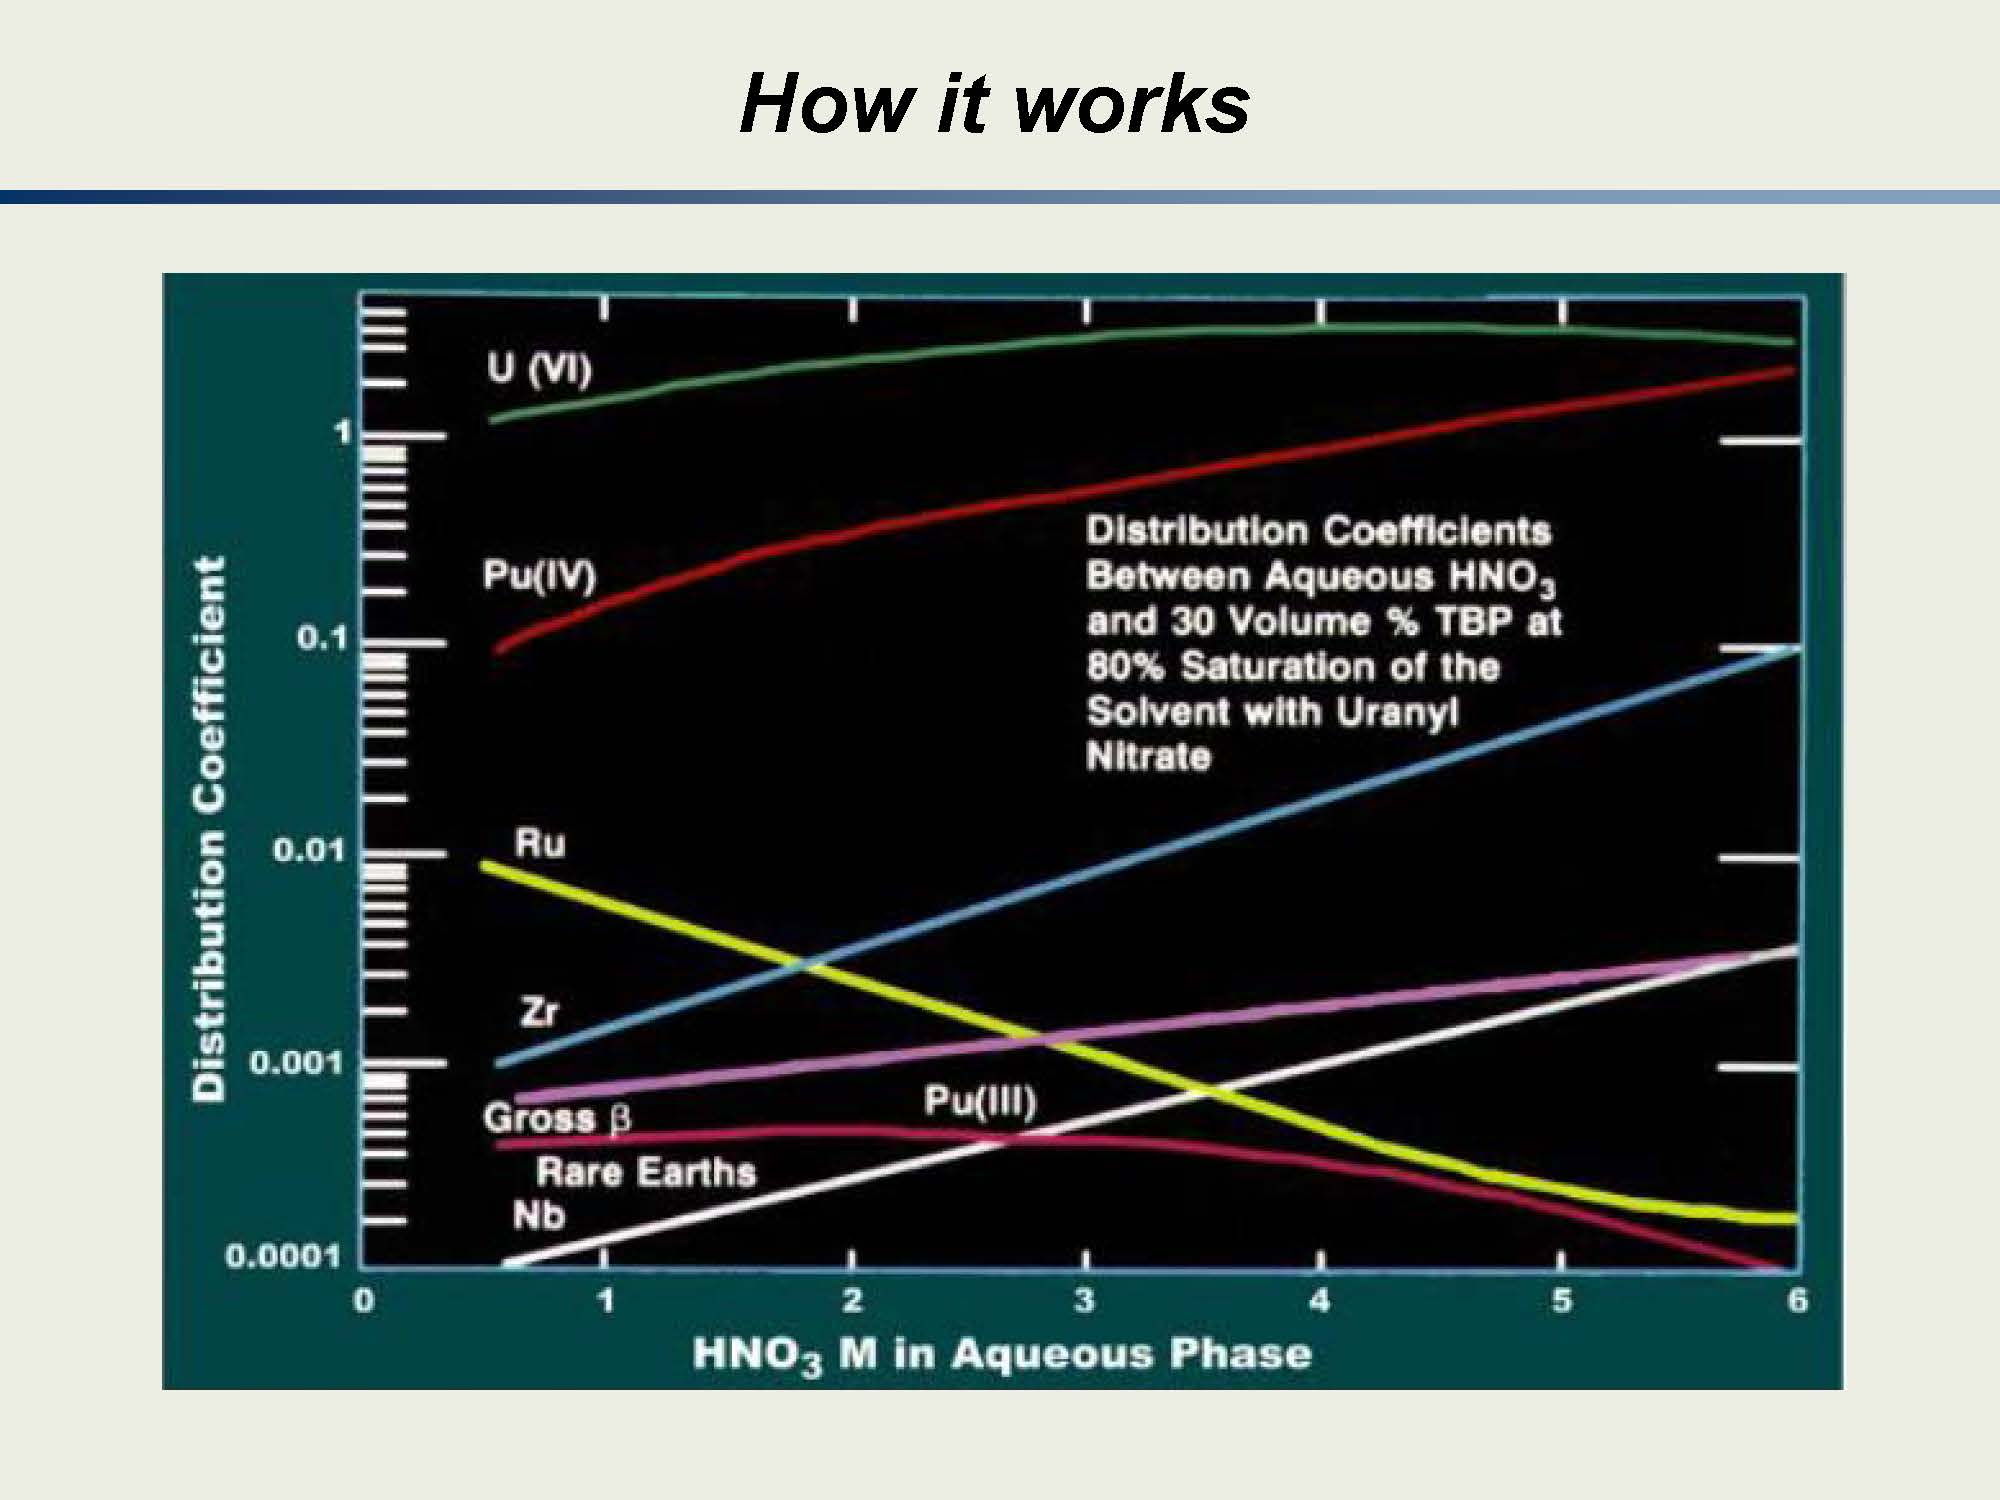 How it works
U (VI)
1
Distribution Coefficients
Between Aqueous HNO₃
and 30 Volume % TBP at
80% Saturation of the
Solvent with Uranyl
Nitrate
Pu(IV)
0.1
Distribution Coefficient
Ru
0.01
Zr
0.001
Gross β
Pu(III)
Rare Earths
Nb
0.0001
0 1 2 3 4 5 6
HNO₃ M in Aqueous Phase